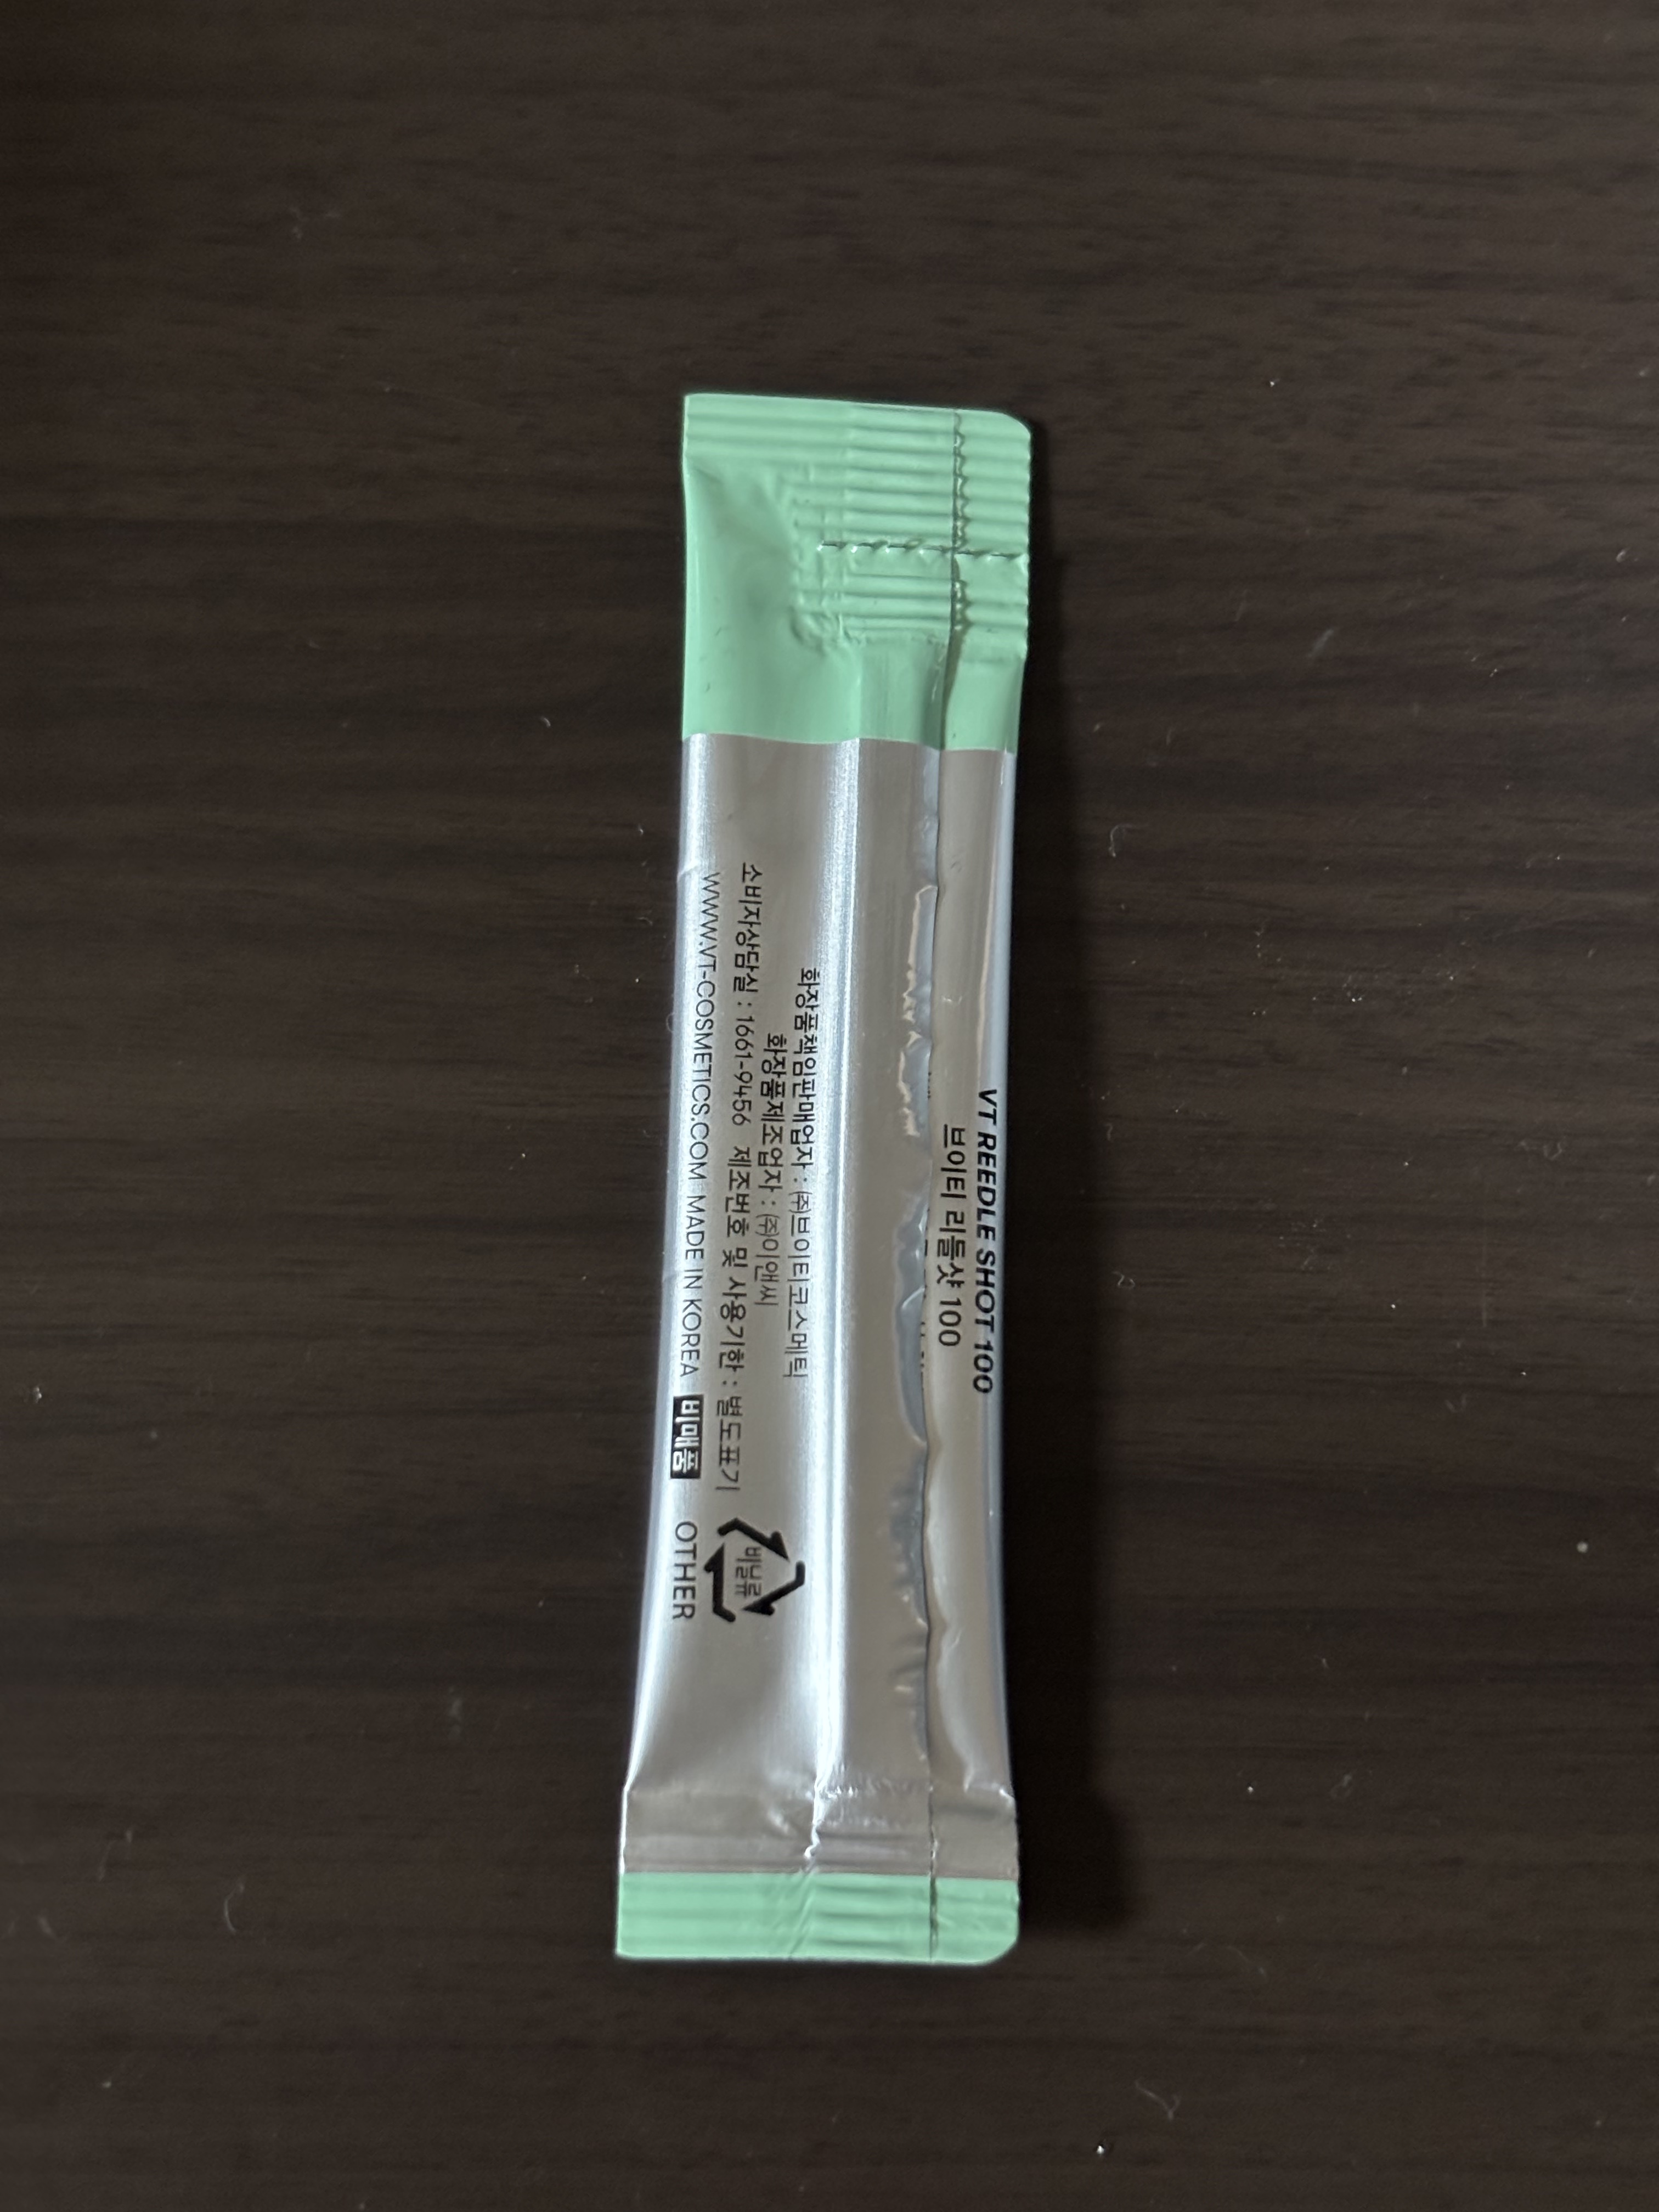 VT REEDLE SHOT 100
브이티 리들샷 100
화장품책임판매업자 : ㈜브이티코스메틱
화장품제조업자 : ㈜이앤씨
소비자상담실 : 1661-9456 제조번호 및 사용기한 : 별도표기
WWW.VT-COSMETICS.COM MADE IN KOREA 비매품
비닐류
OTHER